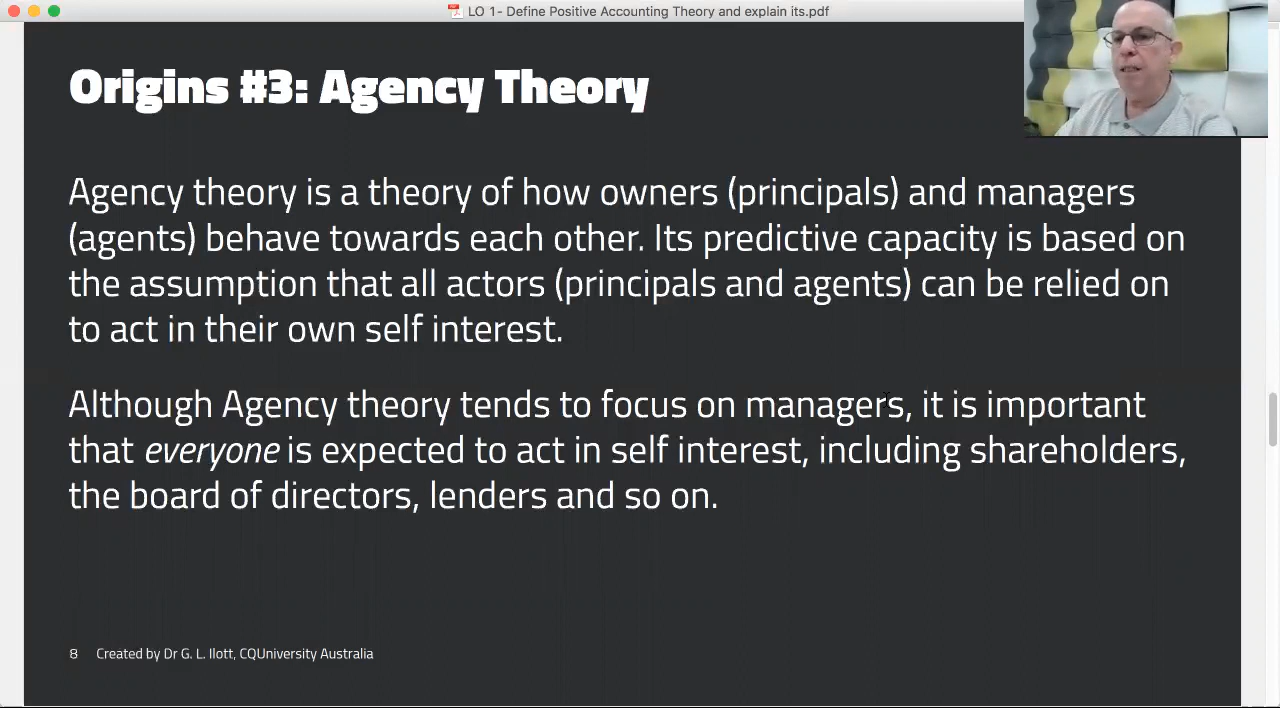 LO 1- Define Positive Accounting Theory and explain its.pdf
Origins #3: Agency Theory
Agency theory is a theory of how owners (principals) and managers
(agents) behave towards each other. Its predictive capacity is based on
the assumption that all actors (principals and agents) can be relied on
to act in their own self interest.
Although Agency theory tends to focus on managers, it is important
that everyone is expected to act in self interest, including shareholders,
the board of directors, lenders and so on.
8 Created by Dr G. L. Ilott, CQUniversity Australia